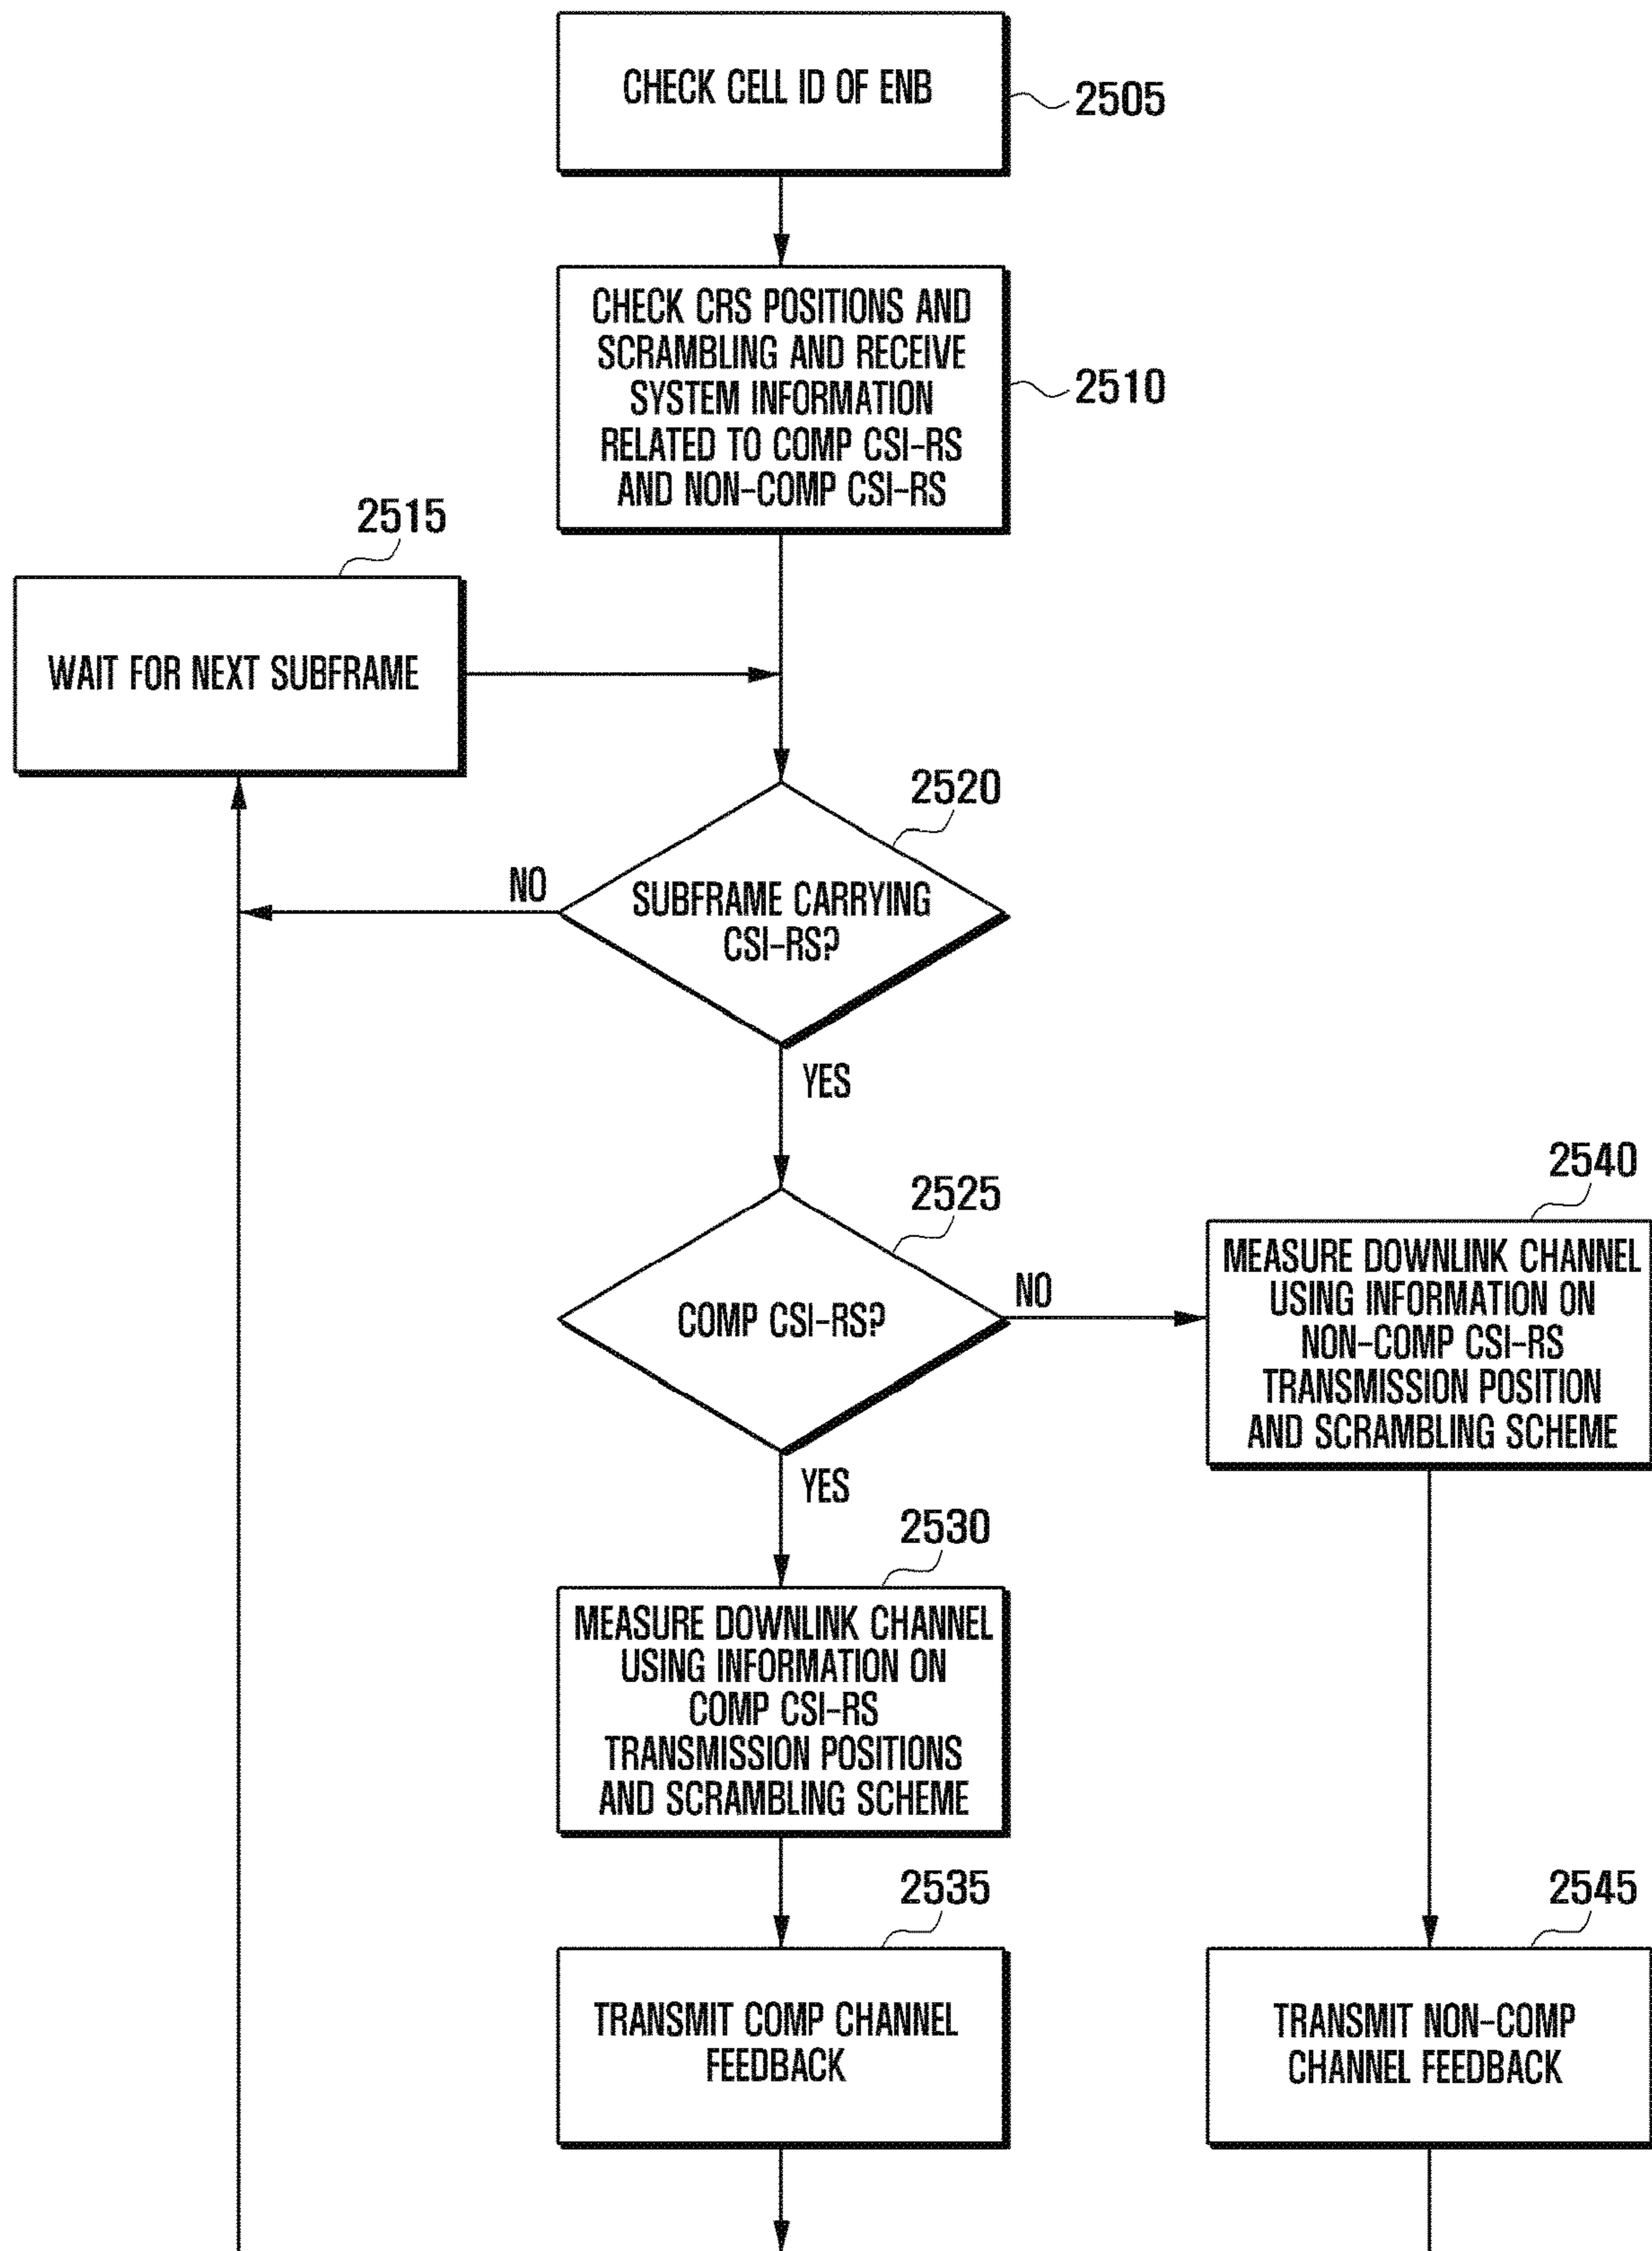 CHECK CELL ID OF ENB
2505
CHECK CRS POSITIONS AND
SCRAMBLING AND RECEIVE
SYSTEM INFORMATION
RELATED TO COMP CSI-RS
AND NON-COMP CSI-RS
2510
2515
WAIT FOR NEXT SUBFRAME
2520
NO
SUBFRAME CARRYING
CSI-RS?
YES
2525
COMP CSI-RS?
NO
2540
MEASURE DOWNLINK CHANNEL
USING INFORMATION ON
NON-COMP CSI-RS
TRANSMISSION POSITION
AND SCRAMBLING SCHEME
YES
2530
MEASURE DOWNLINK CHANNEL
USING INFORMATION ON
COMP CSI-RS
TRANSMISSION POSITIONS
AND SCRAMBLING SCHEME
2535
TRANSMIT COMP CHANNEL
FEEDBACK
2545
TRANSMIT NON-COMP
CHANNEL FEEDBACK